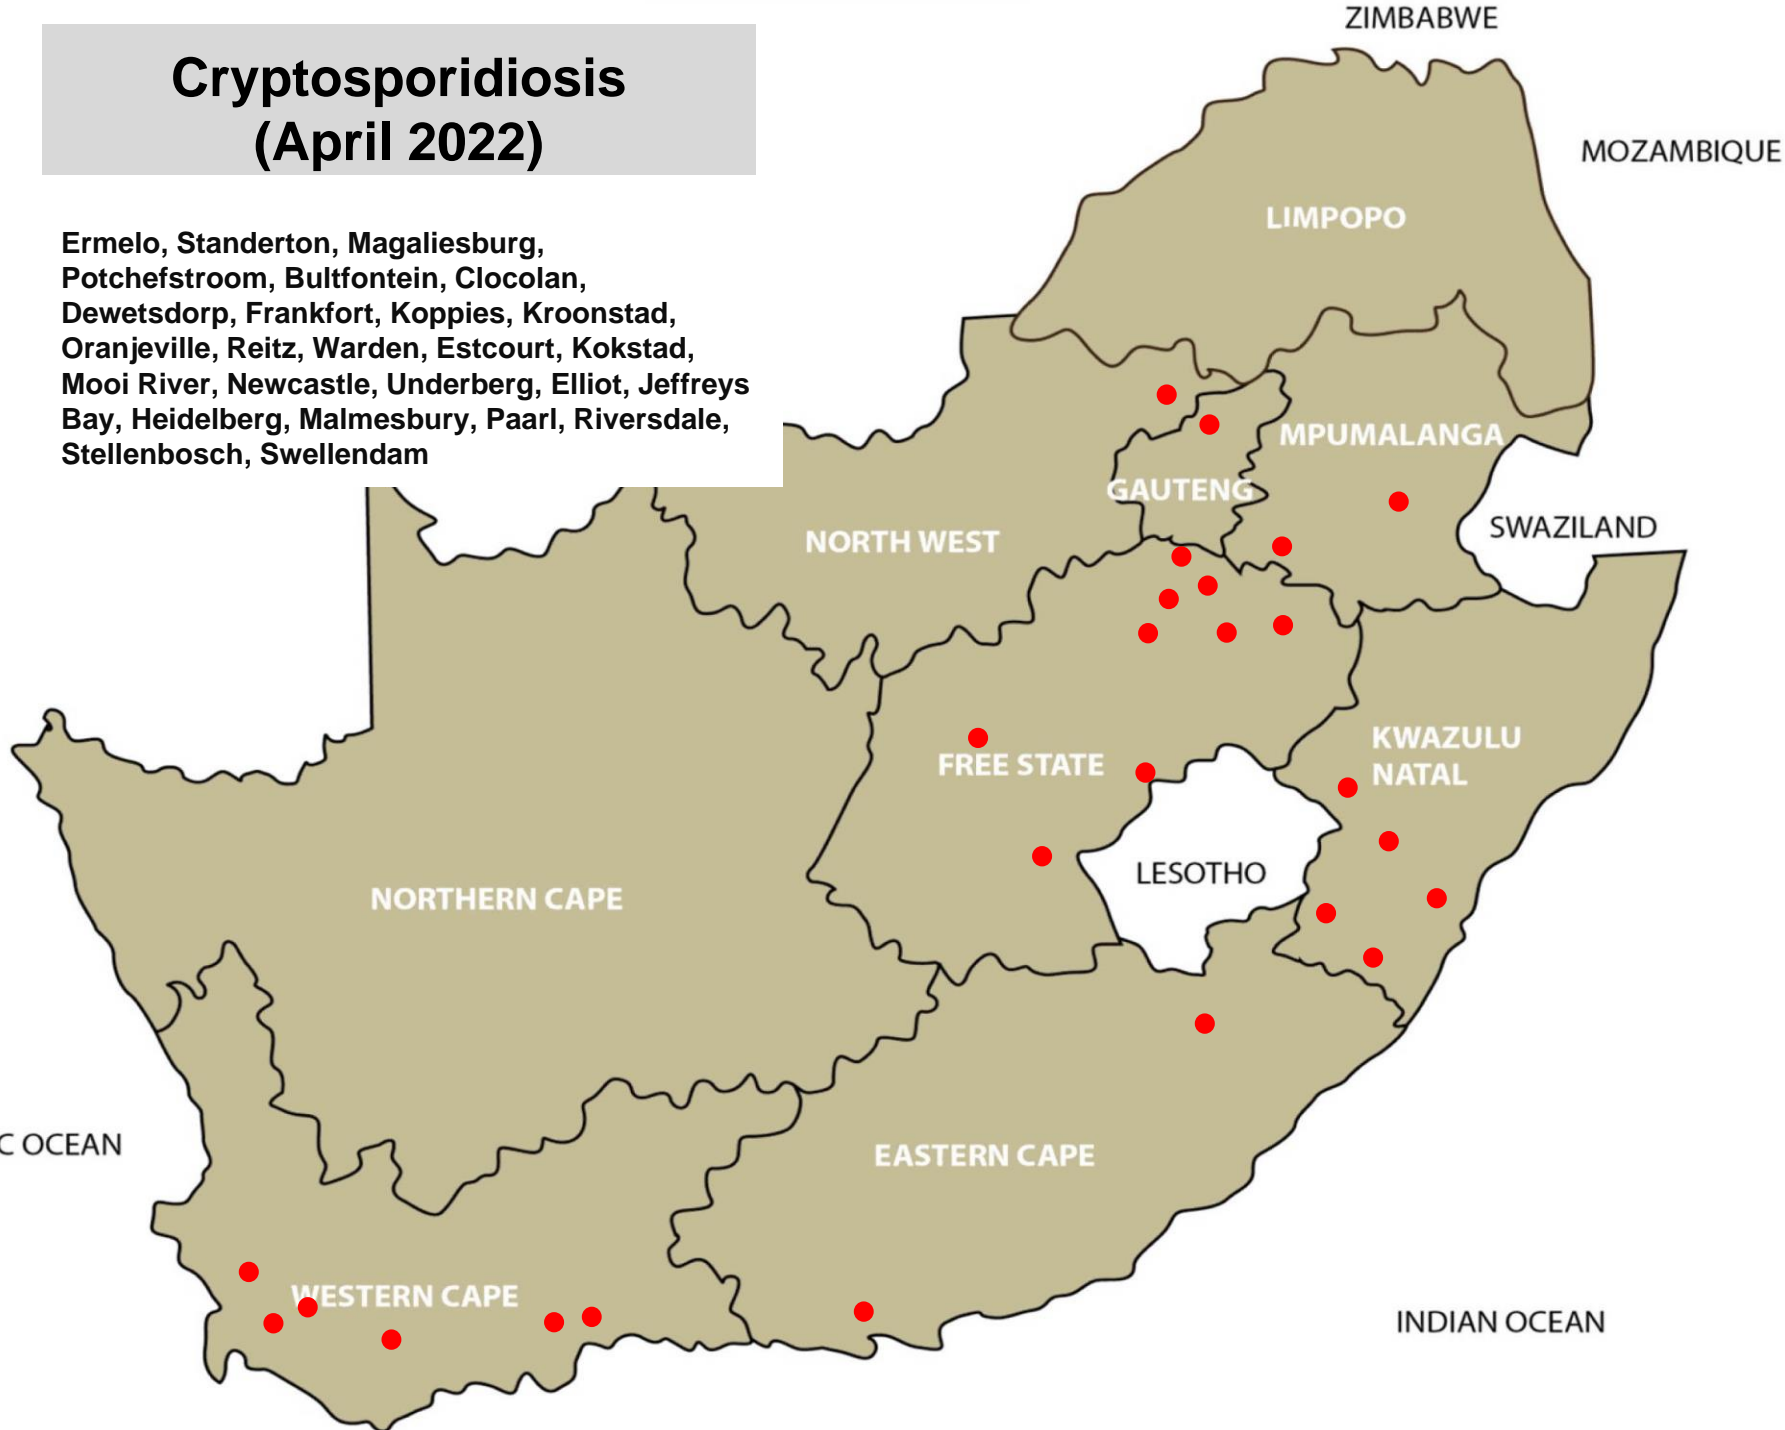 Cryptosporidiosis
(April 2022)
Ermelo, Standerton, Magaliesburg,
Potchefstroom, Bultfontein, Clocolan,
Dewetsdorp, Frankfort, Koppies, Kroonstad,
Oranjeville, Reitz, Warden, Estcourt, Kokstad,
Mooi River, Newcastle, Underberg, Elliot, Jeffreys
Bay, Heidelberg, Malmesbury, Paarl, Riversdale,
Stellenbosch, Swellendam
ZIMBABWE
MOZAMBIQUE
LIMPOPO
MPUMALANGA
GAUTENG
SWAZILAND
NORTH WEST
KWAZULU
NATAL
FREE STATE
LESOTHO
NORTHERN CAPE
C OCEAN
EASTERN CAPE
WESTERN CAPE
INDIAN OCEAN